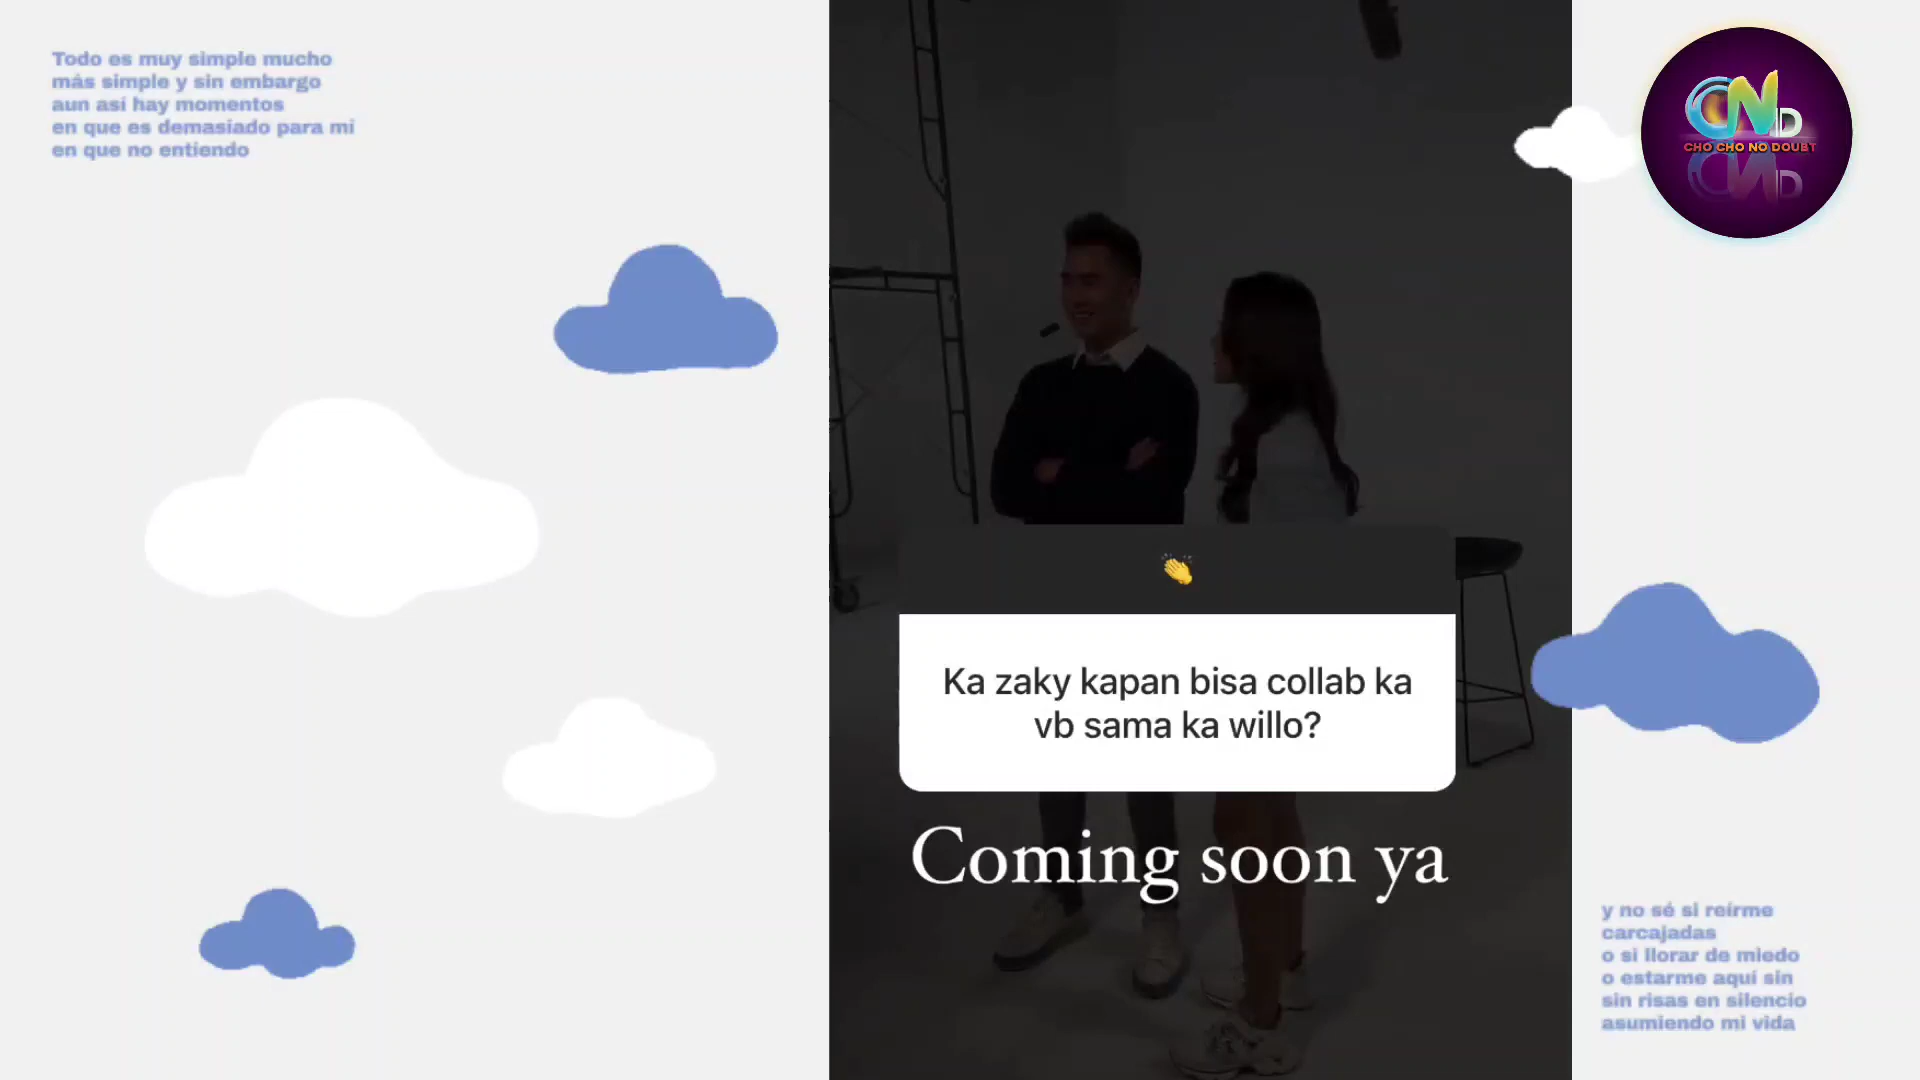 Todo es muy simple mucho
más simple y sin embargo
aun así hay momentos
en que es demasiado para mí
en que no entiendo
CND
CHO CHO NO DOUBT
👏
Ka zaky kapan bisa collab ka
vb sama ka willo?
Coming soon ya
y no sé si reírme
carcajadas
o si llorar de miedo
o estarme aquí sin
sin risas en silencio
asumiendo mi vida